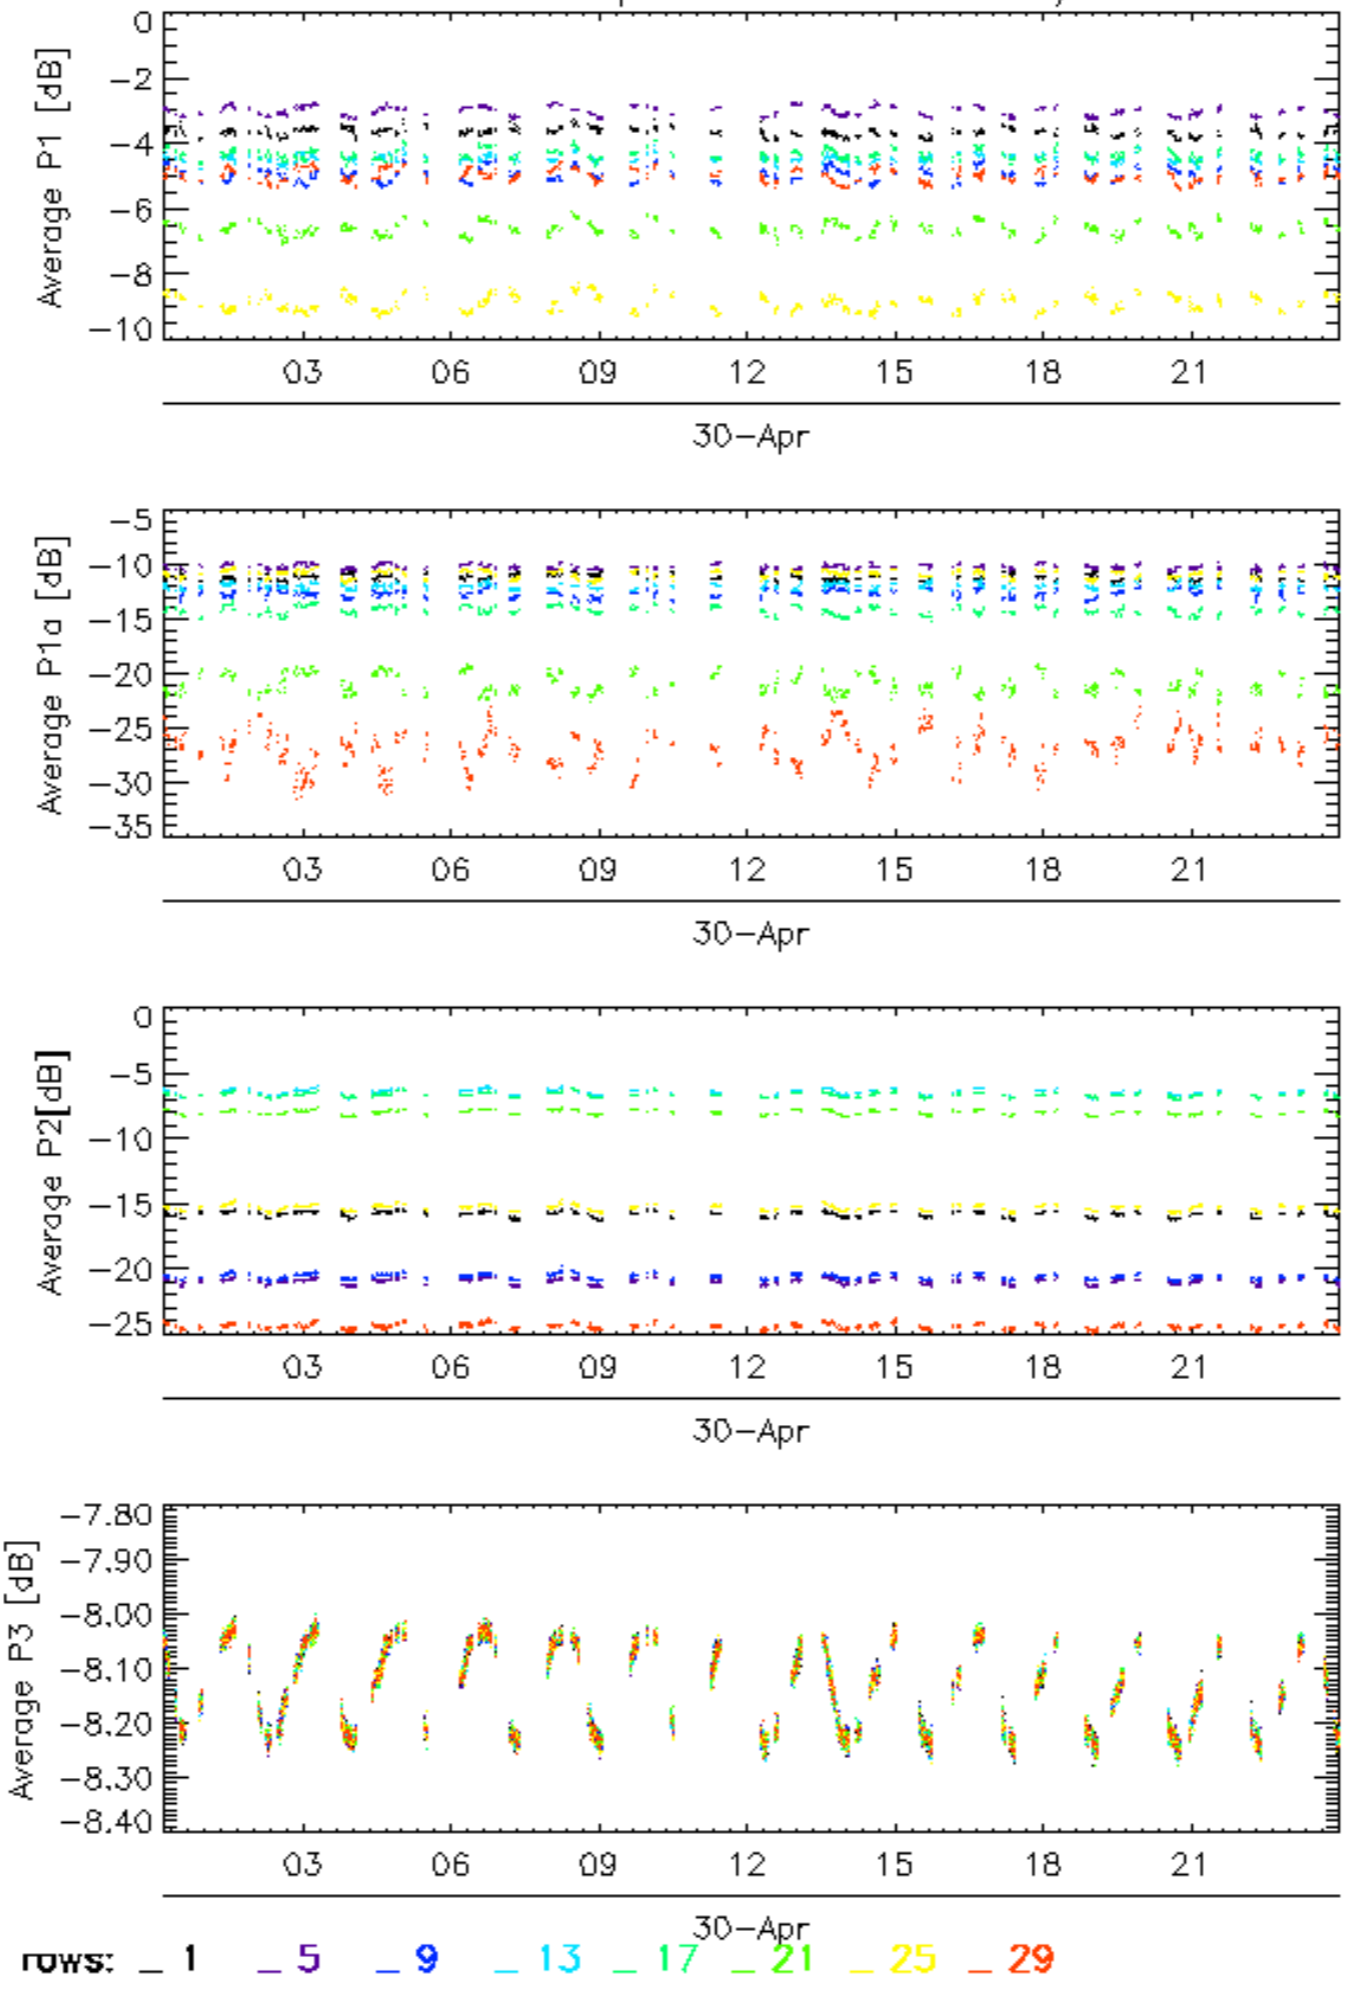 0
−2
−4
−6
−8
−10
Average P1 [dB]
03 06 09 12 15 18 21
30−Apr
−5
−10
−15
−20
−25
−30
−35
Average P1a [dB]
03 06 09 12 15 18 21
30−Apr
0
−5
−10
−15
−20
−25
Average P2[dB]
03 06 09 12 15 18 21
30−Apr
−7.80
−7.90
−8.00
−8.10
−8.20
−8.30
−8.40
Average P3 [dB]
03 06 09 12 15 18 21
30−Apr
rows: _ 1 _ 5 _ 9 _ 13 _ 17 _ 21 _ 25 _ 29